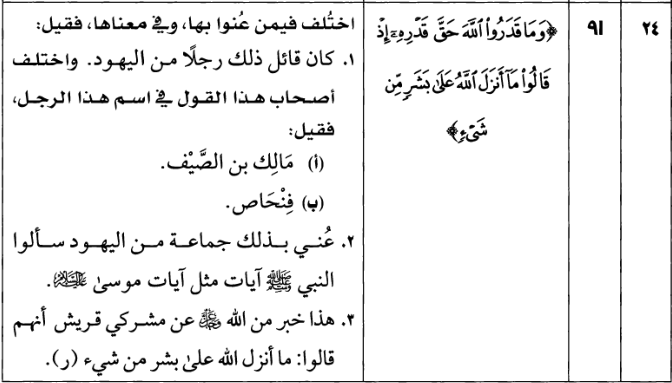 ٢٤
٩١
﴿وَمَا قَدَرُوا۟ ٱللَّهَ حَقَّ قَدْرِهِۦٓ إِذْ
قَالُوا۟ مَآ أَنزَلَ ٱللَّهُ عَلَىٰ بَشَرٍ مِّن
شَىْءٍ﴾
اختُلف فيمن عُنوا بها، وفي معناها، فقيل:
١. كان قائل ذلك رجلًا من اليهود. واختلف
أصحاب هذا القول في اسم هذا الرجل،
فقيل:
(أ) مَالِك بن الصَّيْف.
(ب) فِنْحَاص.
٢. عُني بذلك جماعة من اليهود سألوا
النبي ﷺ آيات مثل آيات موسىٰ عليه السلام.
٣. هذا خبر من الله ﷻ عن مشركي قريش أنهم
قالوا: ما أنزل الله علىٰ بشر من شيء (ر).